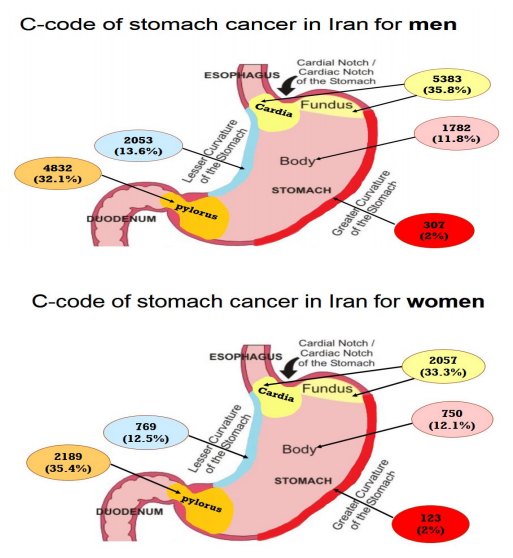 C-code of stomach cancer in Iran for men
Cardial Notch /
Cardiac Notch
of the Stomach
ESOPHAGUS
5383
(35.8%)
Cardia
Fundus
2053
(13.6%)
Lesser Curvature
of the Stomach
1782
(11.8%)
Body
4832
(32.1%)
STOMACH
pylorus
DUODENUM
Greater Curvature
of the Stomach
307
(2%)
C-code of stomach cancer in Iran for women
Cardial Notch /
Cardiac Notch
of the Stomach
ESOPHAGUS
2057
(33.3%)
Cardia
Fundus
769
(12.5%)
Lesser Curvature
of the Stomach
750
(12.1%)
Body
2189
(35.4%)
STOMACH
pylorus
DUODENUM
Greater Curvature
of the Stomach
123
(2%)